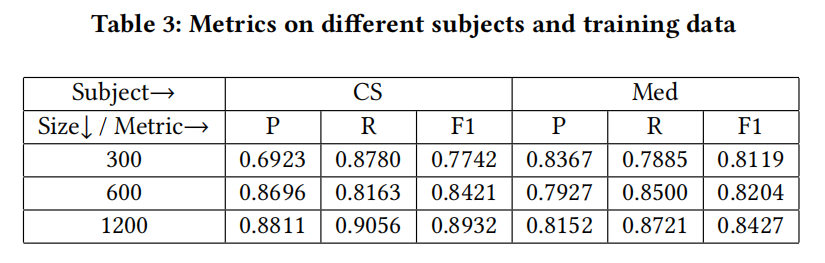 Table 3: Metrics on different subjects and training data
Subject→ CS Med
Size↓ / Metric→ P R F1 P R F1
300 0.6923 0.8780 0.7742 0.8367 0.7885 0.8119
600 0.8696 0.8163 0.8421 0.7927 0.8500 0.8204
1200 0.8811 0.9056 0.8932 0.8152 0.8721 0.8427